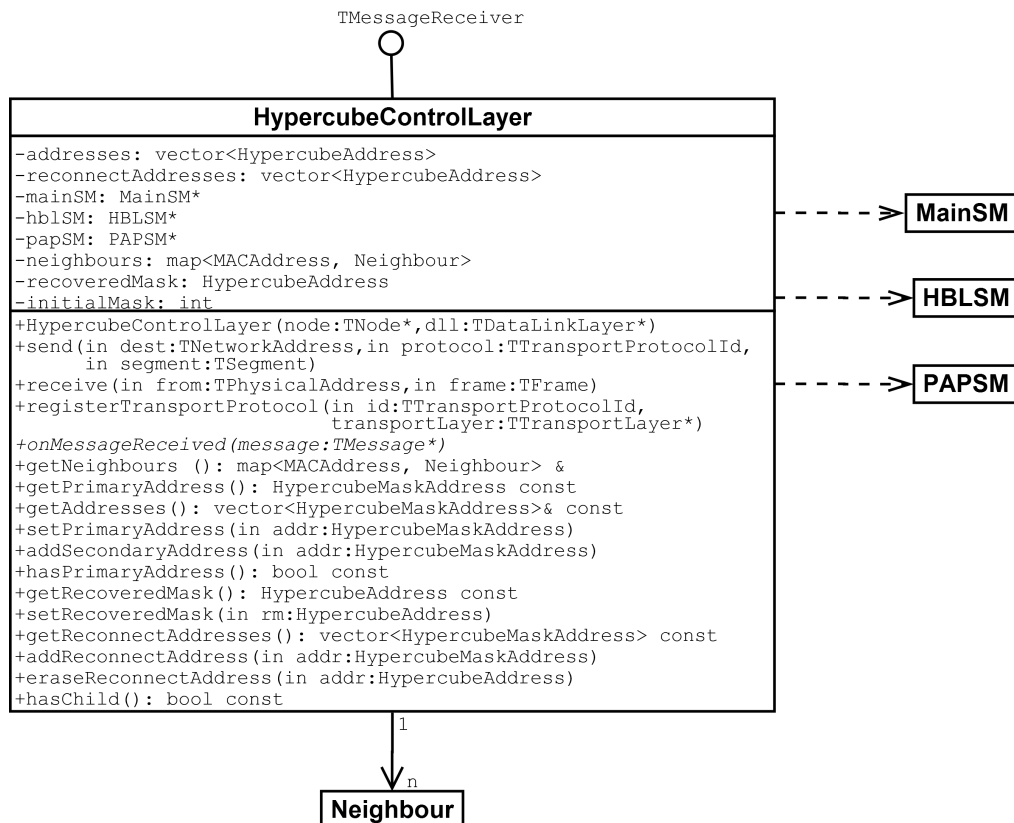 TMessageReceiver
HypercubeControlLayer
-addresses: vector<HypercubeAddress>
-reconnectAddresses: vector<HypercubeAddress>
-mainSM: MainSM*
-hblSM: HBLSM*
-papSM: PAPSM*
-neighbours: map<MACAddress, Neighbour>
-recoveredMask: HypercubeAddress
-initialMask: int
+HypercubeControlLayer(node:TNode*,dll:TDataLinkLayer*)
+send(in dest:TNetworkAddress,in protocol:TTransportProtocolId,
in segment:TSegment)
+receive(in from:TPhysicalAddress,in frame:TFrame)
+registerTransportProtocol(in id:TTransportProtocolId,
transportLayer:TTransportLayer*)
+onMessageReceived(message:TMessage*)
+getNeighbours (): map<MACAddress, Neighbour> &
+getPrimaryAddress(): HypercubeMaskAddress const
+getAddresses(): vector<HypercubeMaskAddress>& const
+setPrimaryAddress(in addr:HypercubeMaskAddress)
+addSecondaryAddress(in addr:HypercubeMaskAddress)
+hasPrimaryAddress(): bool const
+getRecoveredMask(): HypercubeAddress const
+setRecoveredMask(in rm:HypercubeAddress)
+getReconnectAddresses(): vector<HypercubeMaskAddress> const
+addReconnectAddress(in addr:HypercubeMaskAddress)
+eraseReconnectAddress(in addr:HypercubeAddress)
+hasChild(): bool const
MainSM
HBLSM
PAPSM
1
n
Neighbour